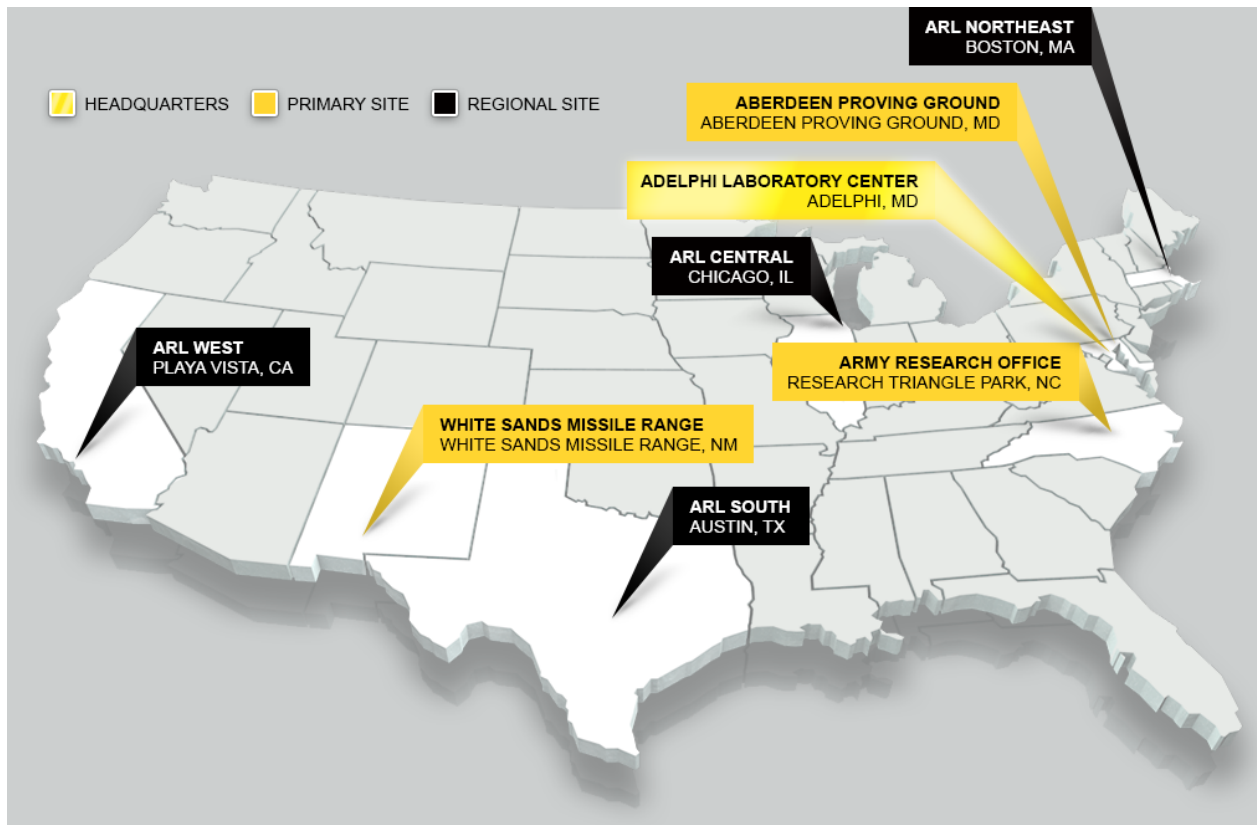 ARL NORTHEAST
BOSTON, MA
HEADQUARTERS
PRIMARY SITE
REGIONAL SITE
ABERDEEN PROVING GROUND
ABERDEEN PROVING GROUND, MD
ADELPHI LABORATORY CENTER
ADELPHI, MD
ARL CENTRAL
CHICAGO, IL
ARL WEST
PLAYA VISTA, CA
ARMY RESEARCH OFFICE
RESEARCH TRIANGLE PARK, NC
WHITE SANDS MISSILE RANGE
WHITE SANDS MISSILE RANGE, NM
ARL SOUTH
AUSTIN, TX